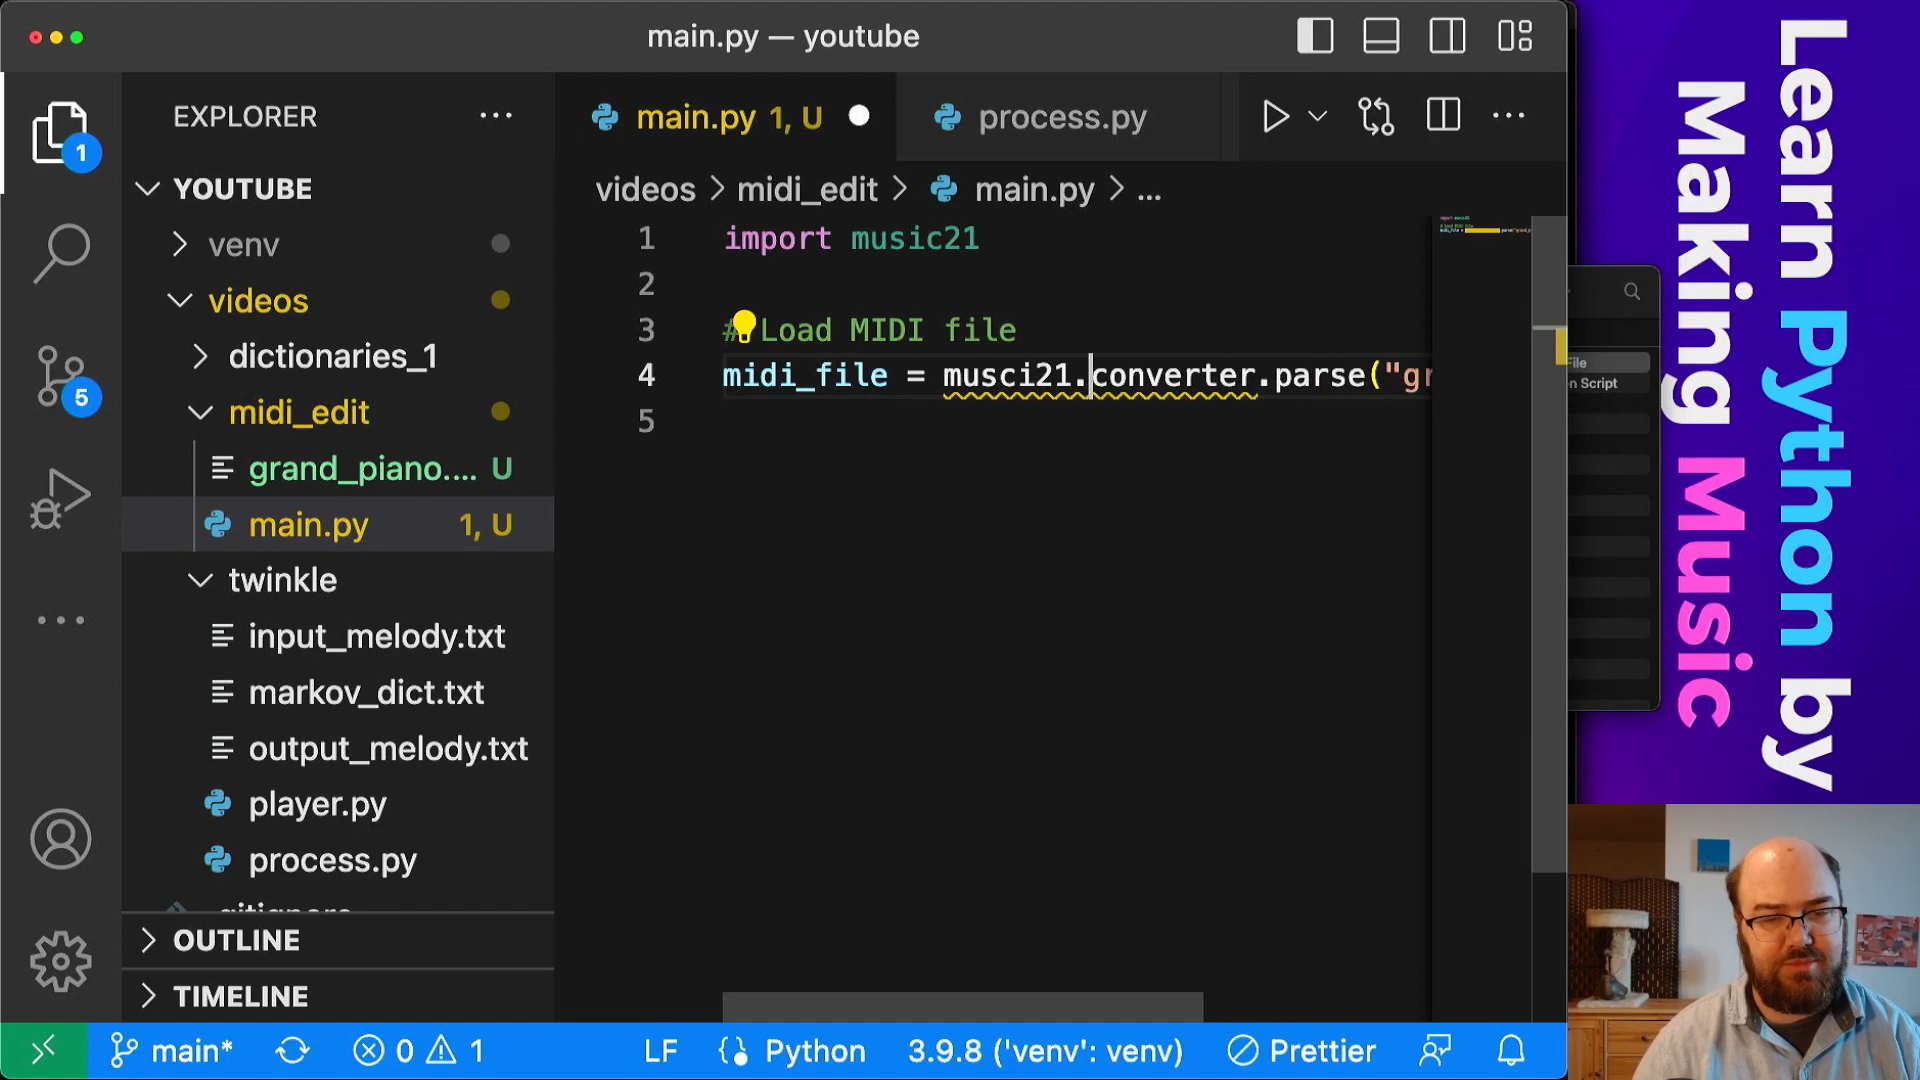 main.py — youtube
EXPLORER
main.py 1, U
process.py
1
YOUTUBE
videos > midi_edit > main.py > ...
venv
videos
dictionaries_1
5
midi_edit
grand_piano.... U
main.py 1, U
twinkle
input_melody.txt
markov_dict.txt
output_melody.txt
player.py
process.py
OUTLINE
TIMELINE
1 import music21
2
3 # Load MIDI file
4 midi_file = musci21.converter.parse("gr
5
File
n Script
Learn Python by
Making Music
main* 0 1 LF Python 3.9.8 ('venv': venv) Prettier